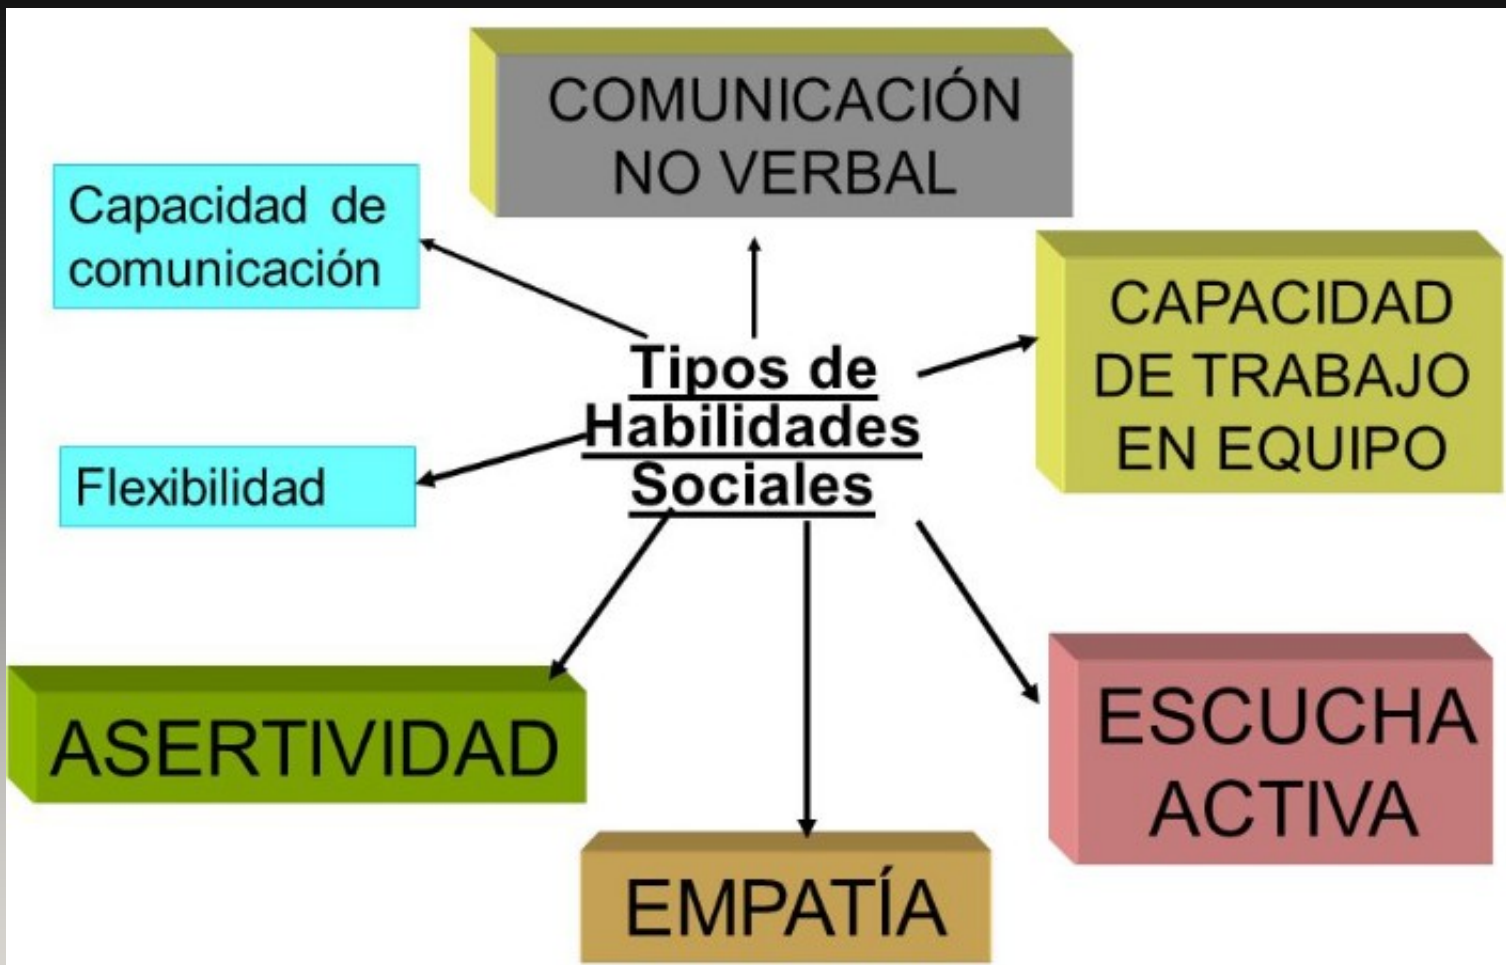 COMUNICACIÓN
NO VERBAL
Capacidad de
comunicación
CAPACIDAD
DE TRABAJO
EN EQUIPO
Tipos de
Habilidades
Sociales
Flexibilidad
ASERTIVIDAD
ESCUCHA
ACTIVA
EMPATÍA